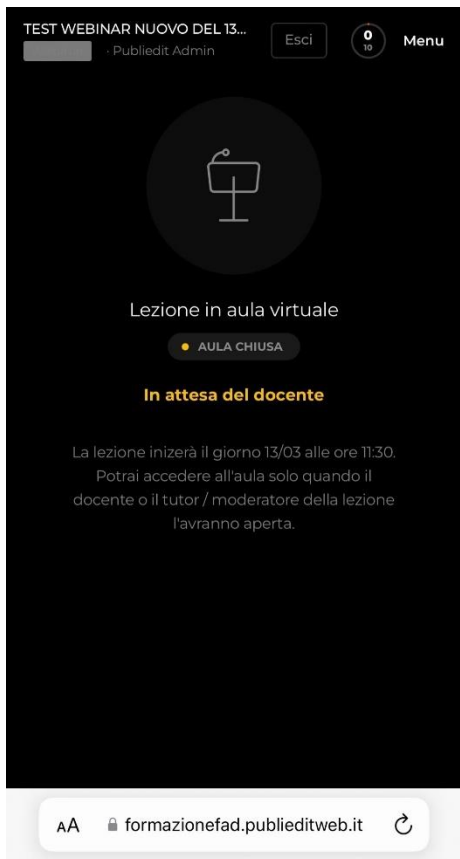 TEST WEBINAR NUOVO DEL 13...
· Publiedit Admin
Esci
0
10
Menu
Lezione in aula virtuale
AULA CHIUSA
In attesa del docente
La lezione inizerà il giorno 13/03 alle ore 11:30.
Potrai accedere all'aula solo quando il
docente o il tutor / moderatore della lezione
l'avranno aperta.
AA
formazionefad.publieditweb.it